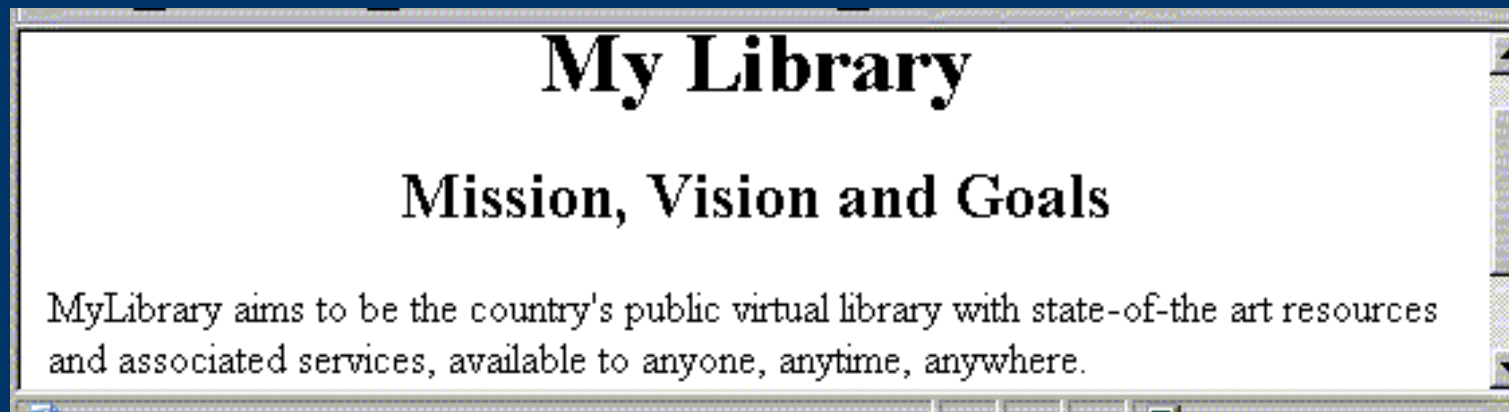 My Library
Mission, Vision and Goals
MyLibrary aims to be the country's public virtual library with state-of-the art resources
and associated services, available to anyone, anytime, anywhere.